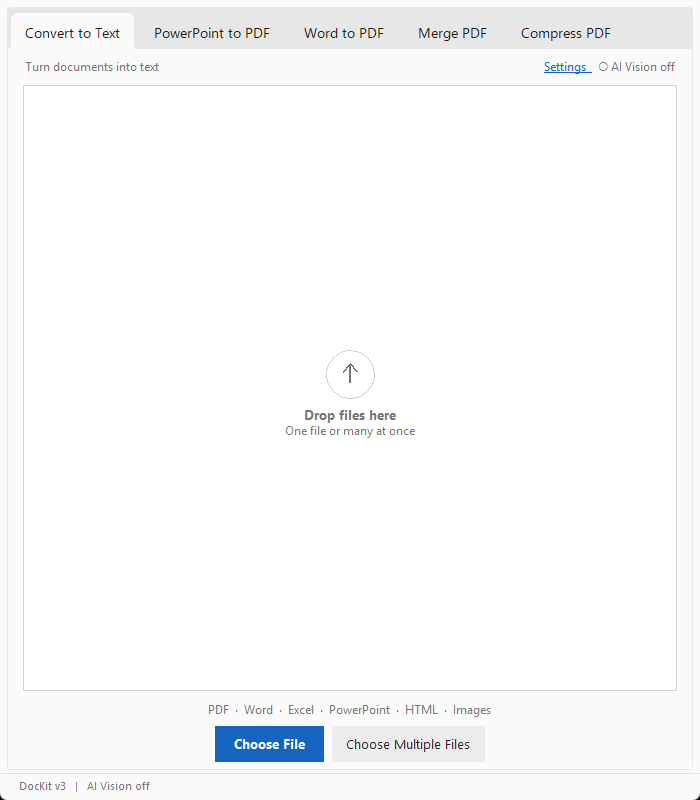 Convert to Text PowerPoint to PDF Word to PDF Merge PDF Compress PDF
Turn documents into text Settings AI Vision off
Drop files here
One file or many at once
PDF · Word · Excel · PowerPoint · HTML · Images
Choose File Choose Multiple Files
DocKit v3 | AI Vision off